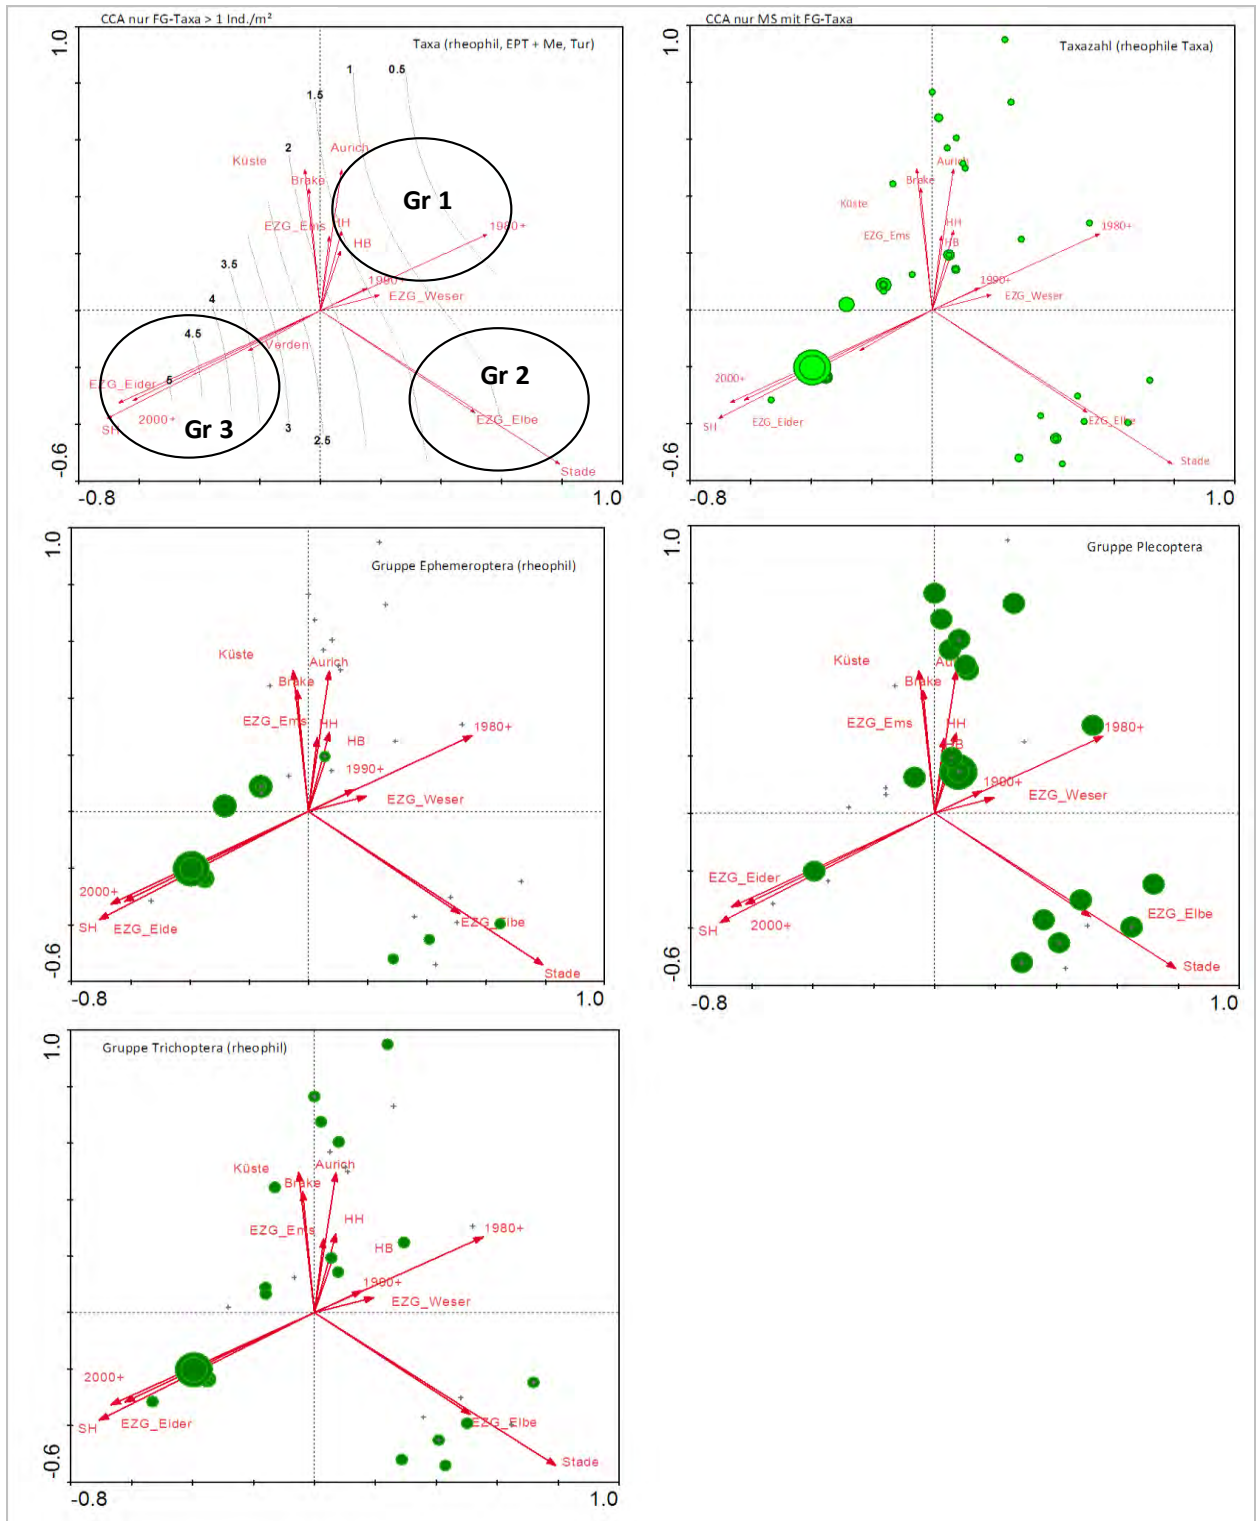 CCA nur FG-Taxa > 1 Ind./m²
Taxa (rheophil, EPT + Me, Tur)
1.0
1
0.5
1.5
2
Aurich
Küste
Brake
Gr 1
EZG_Ems
HH
1980+
HB
3.5
1990+
EZG_Weser
4
4.5
Verden
Gr 2
5
EZG_Eider
2000+
Gr 3
EZG_Elbe
SH
3
2.5
Stade
-0.6
-0.8
1.0
CCA nur MS mit FG-Taxa
Taxazahl (rheophile Taxa)
1.0
Aurich
Brake
Küste
HH
1980+
EZG_Ems
HB
1990+
EZG_Weser
2000+
EZG_Eider
SH
EZG_Elbe
Stade
-0.6
-0.8
1.0
Gruppe Ephemeroptera (rheophil)
1.0
Küste
Aurich
Brake
EZG_Ems
HH
1980+
HB
1990+
EZG_Weser
2000+
SH
EZG_Eide
EZG_Elbe
Stade
-0.6
-0.8
1.0
Gruppe Plecoptera
1.0
Küste
Brake
EZG_Ems
HH
1980+
HB
1990+
EZG_Weser
EZG_Eider
2000+
SH
EZG_Elbe
Stade
-0.6
-0.8
1.0
Gruppe Trichoptera (rheophil)
1.0
Küste
Aurich
Brake
EZG_Ems
HH
1980+
HB
1990+
EZG_Weser
2000+
SH
EZG_Eider
EZG_Elbe
Stade
-0.6
-0.8
1.0